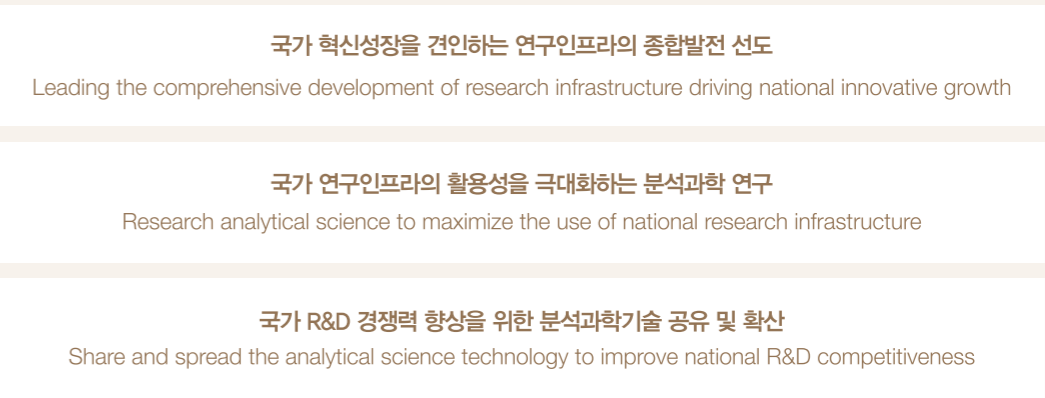 국가 혁신성장을 견인하는 연구인프라의 종합발전 선도
Leading the comprehensive development of research infrastructure driving national innovative growth
국가 연구인프라의 활용성을 극대화하는 분석과학 연구
Research analytical science to maximize the use of national research infrastructure
국가 R&D 경쟁력 향상을 위한 분석과학기술 공유 및 확산
Share and spread the analytical science technology to improve national R&D competitiveness